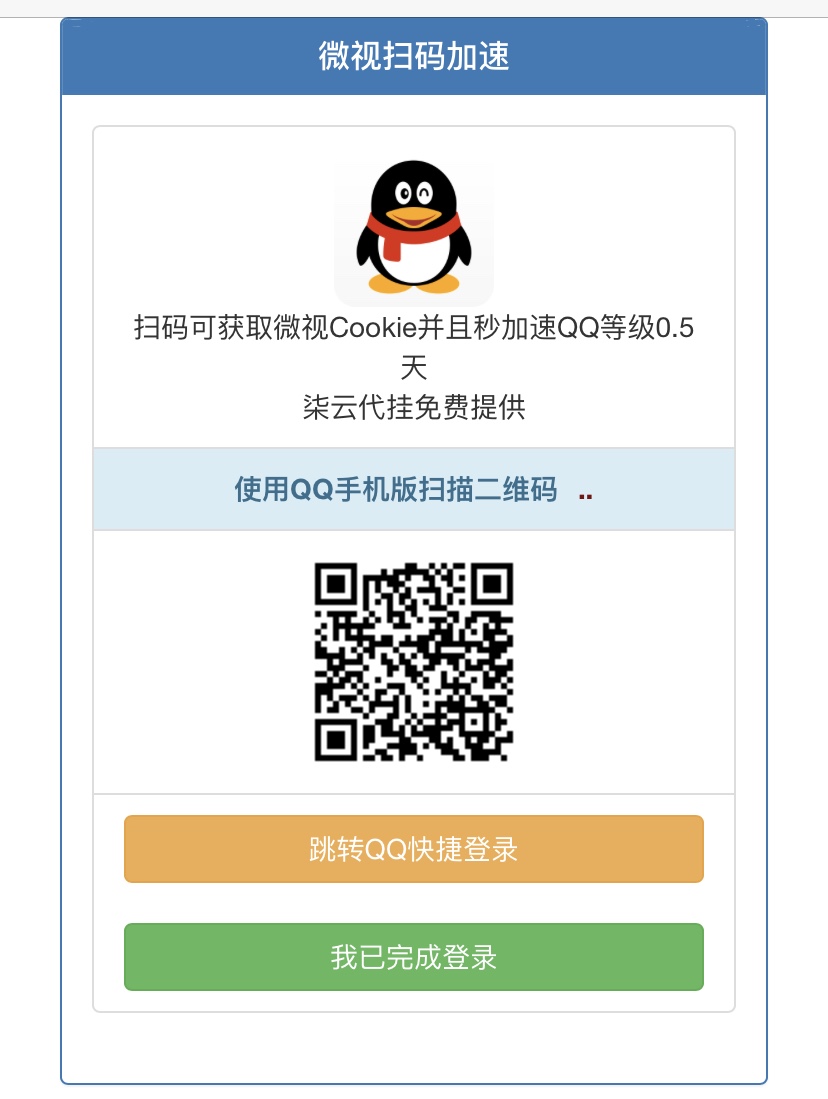 微视扫码加速
扫码可获取微视Cookie并且秒加速QQ等级0.5
天
柒云代挂免费提供
使用QQ手机版扫描二维码 ..
跳转QQ快捷登录
我已完成登录